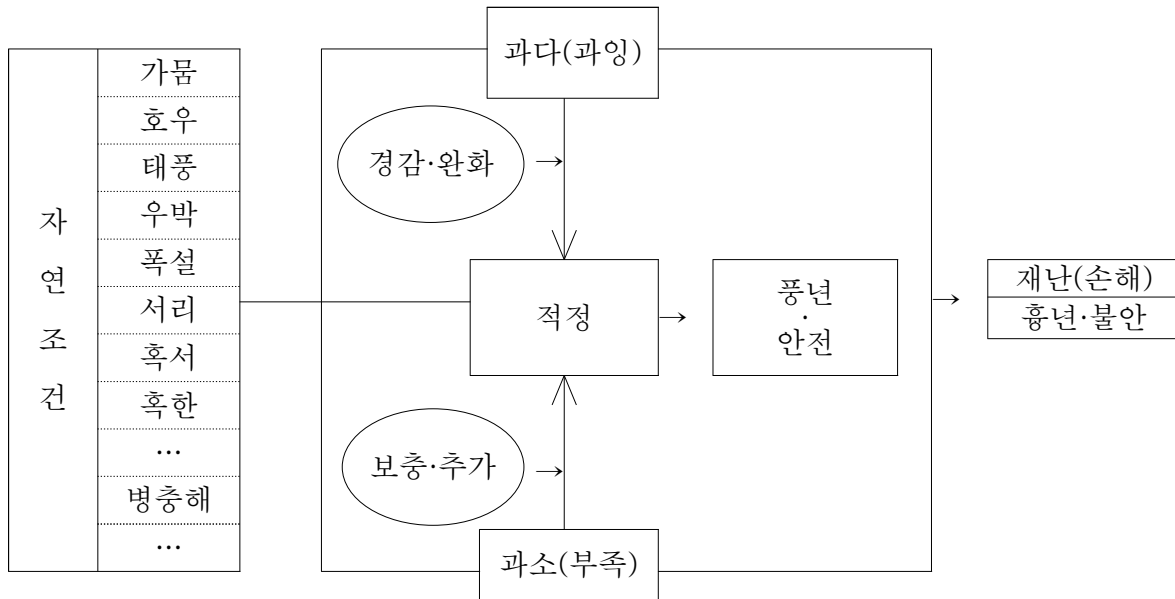 자
연
조
건
가뭄
호우
태풍
우박
폭설
서리
혹서
혹한
…
병충해
…
과다(과잉)
경감·완화
→
적정
→
풍년
·
안전
보충·추가
→
과소(부족)
→
재난(손해)
흉년·불안